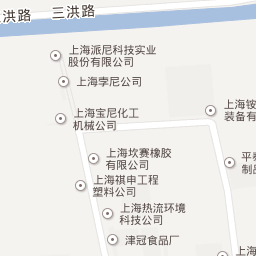 洪路
三洪路
上海派尼科技实业
股份有限公司
上海孛尼公司
上海宝尼化工
机械公司
上海铵
装备有
上海坎赛橡胶
有限公司
平泰
制品
上海祺申工程
塑料公司
上海热流环境
科技公司
津冠食品厂
上海